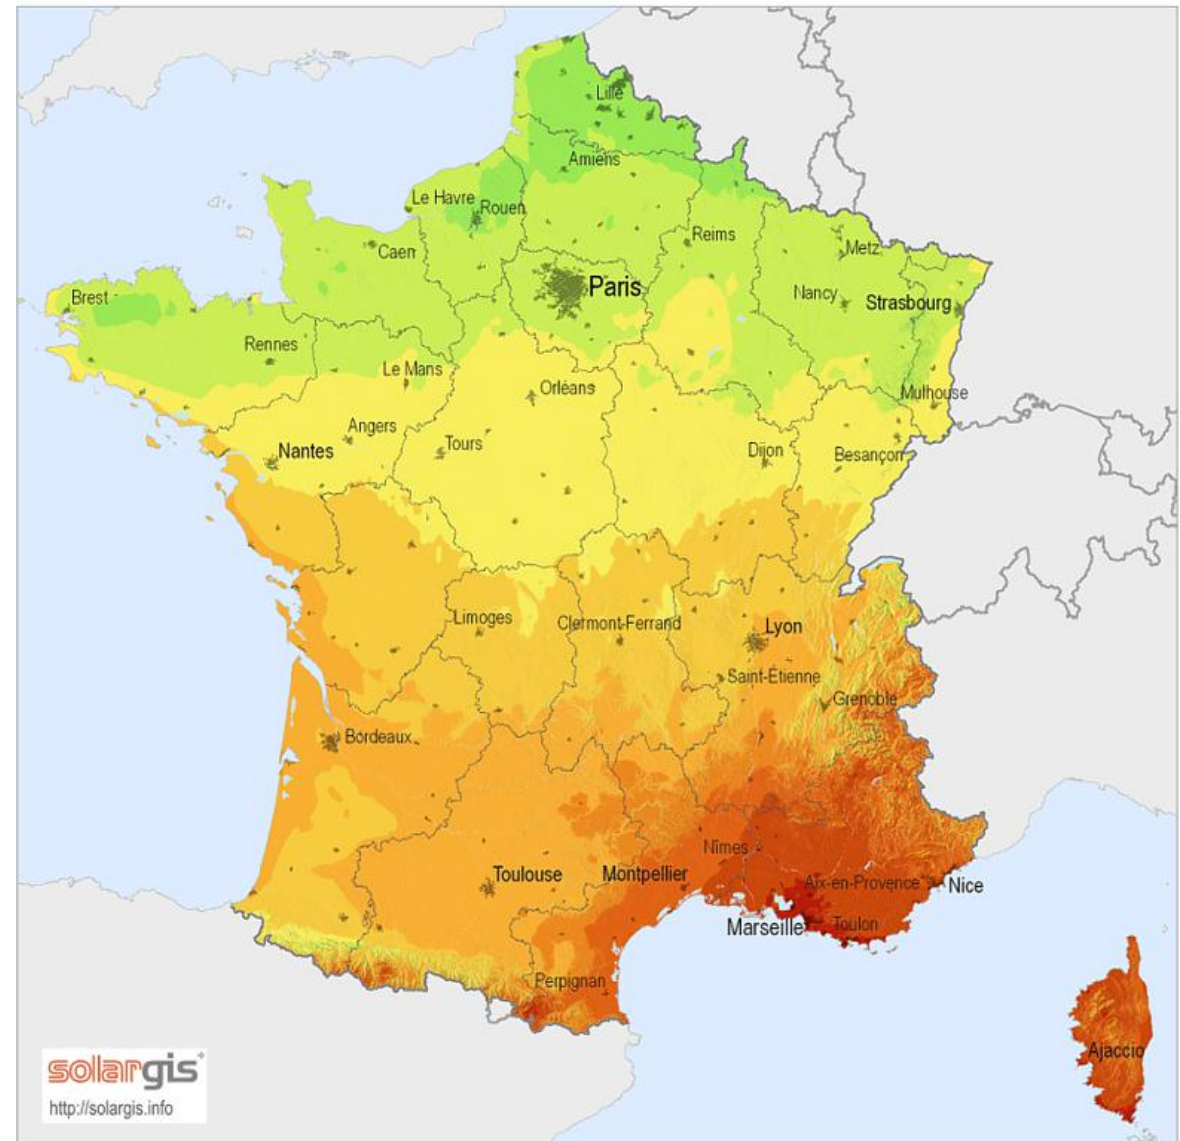 Lille
Amiens
Le Havre
Rouen
Reims
Metz
Caen
Paris
Brest
Nancy
Strasbourg
Rennes
Le Mans
Orléans
Mulhouse
Angers
Nantes
Tours
Dijon
Besançon
Limoges
Clermont-Ferrand
Lyon
Saint-Étienne
Grenoble
Bordeaux
Nîmes
Toulouse
Montpellier
Aix-en-Provence
Nice
Marseille
Toulon
Perpignan
Ajaccio
solargis
http://solargis.info